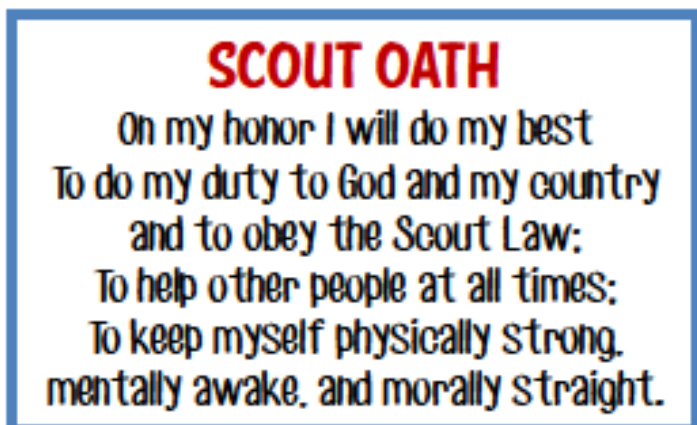 SCOUT OATH
On my honor I will do my best
To do my duty to God and my country
and to obey the Scout Law;
To help other people at all times;
To keep myself physically strong,
mentally awake, and morally straight.